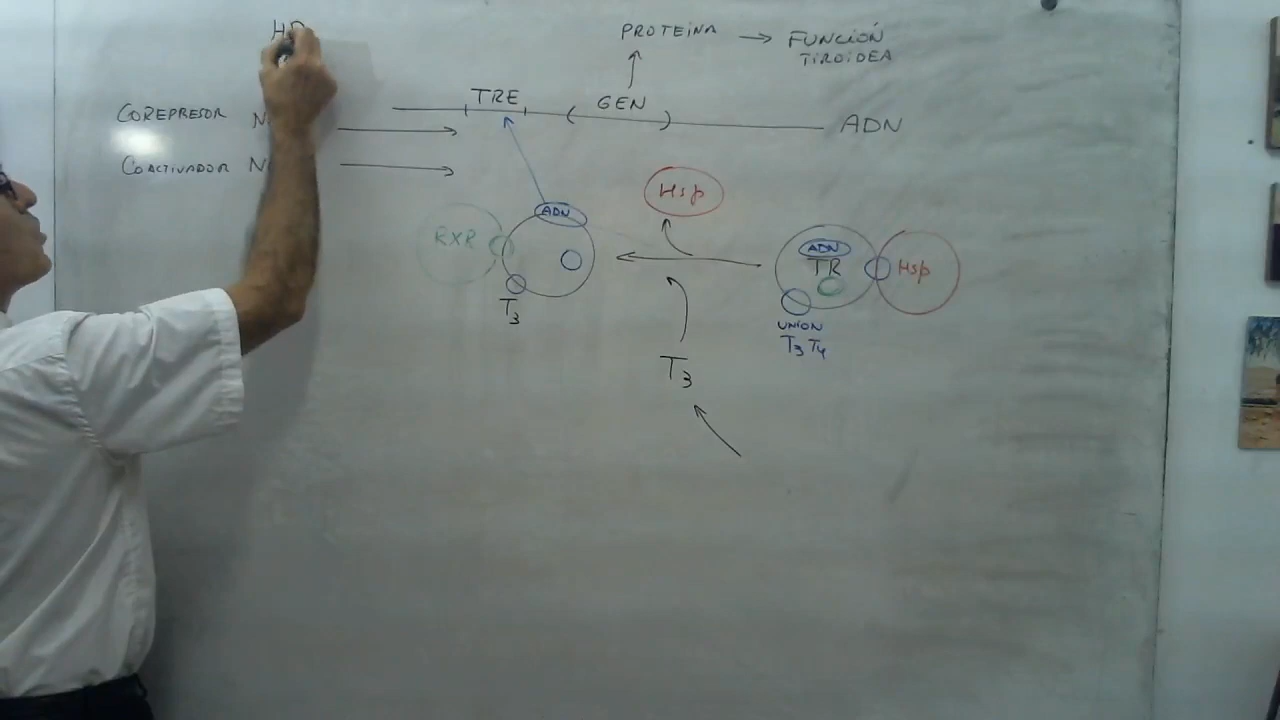 PROTEINA → FUNCIÓN
TIROIDEA
TRE
GEN
ADN
COREPRESOR
COACTIVADOR
Hsp
RXR
ADN
T3
ADN
TR
Hsp
UNION
T3 T4
T3